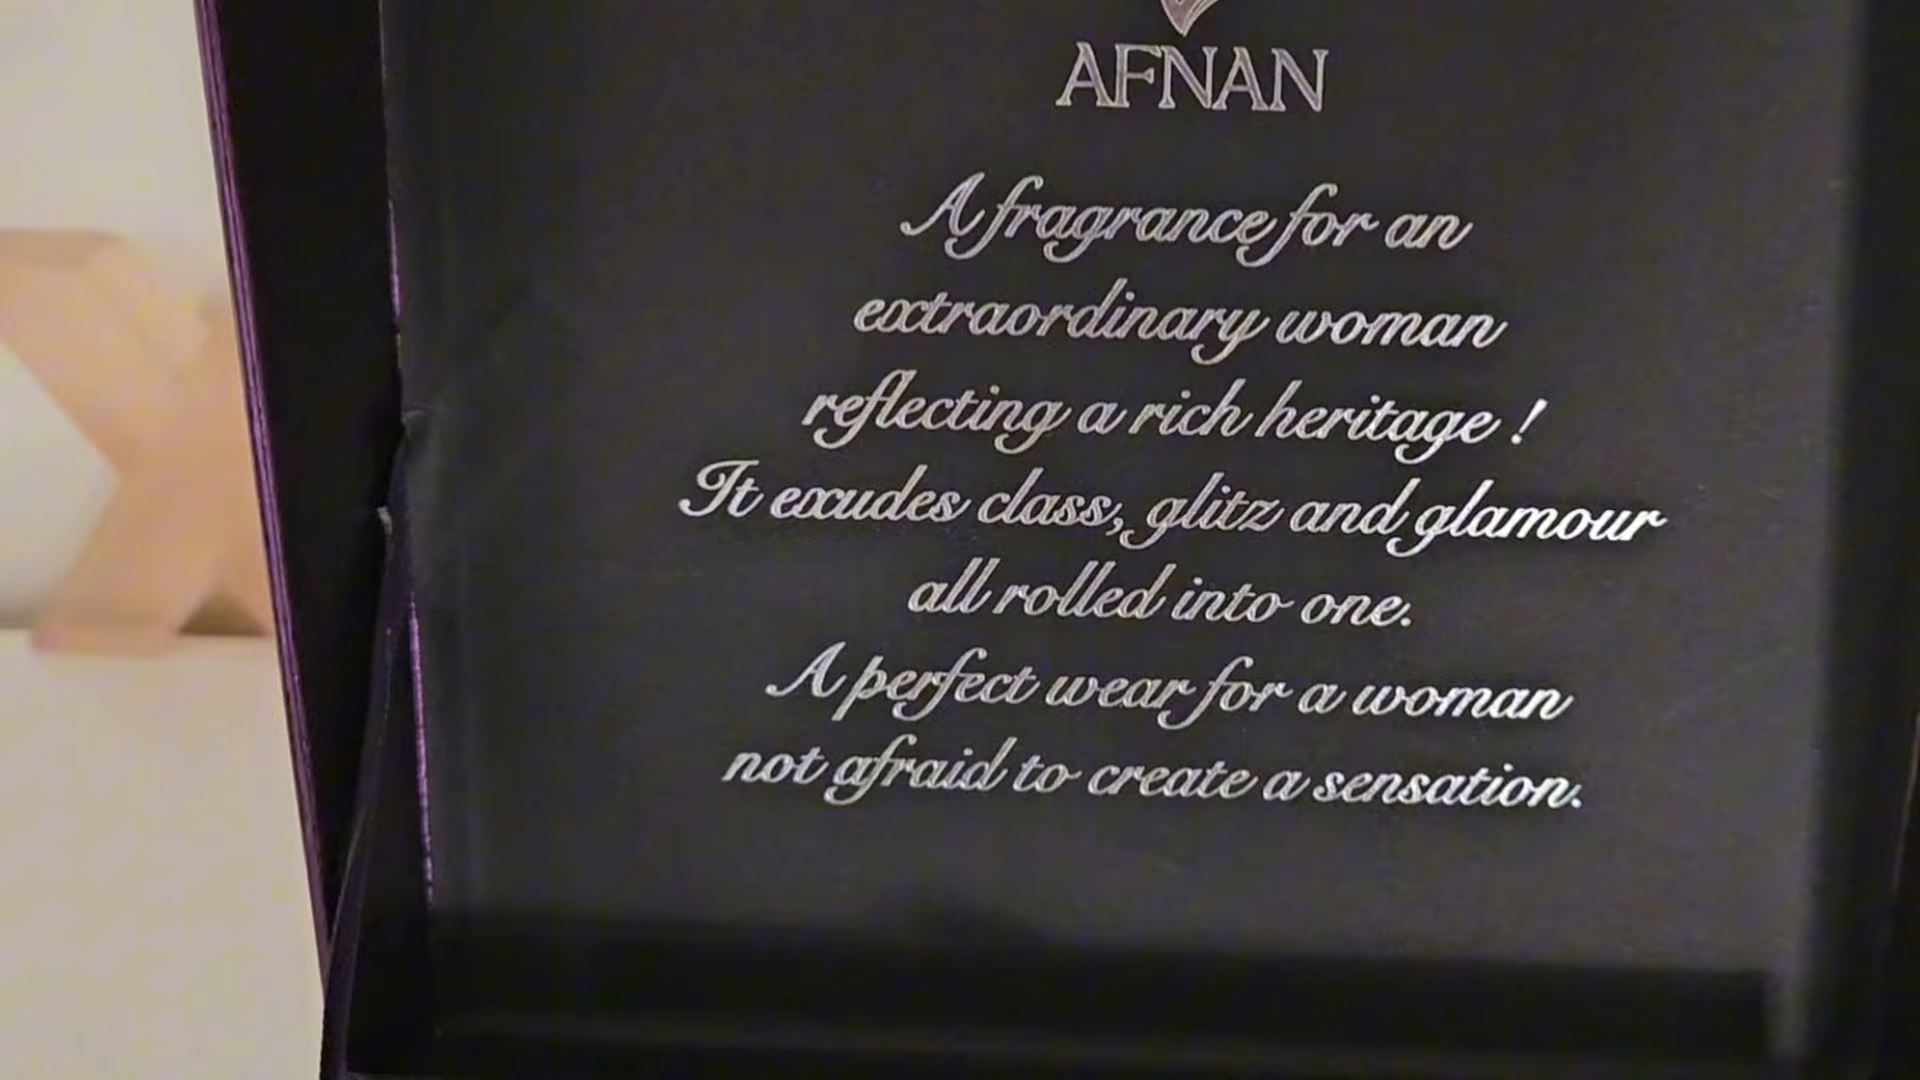 AFNAN
A fragrance for an
extraordinary woman
reflecting a rich heritage !
It exudes class, glitz and glamour
all rolled into one.
A perfect wear for a woman
not afraid to create a sensation.